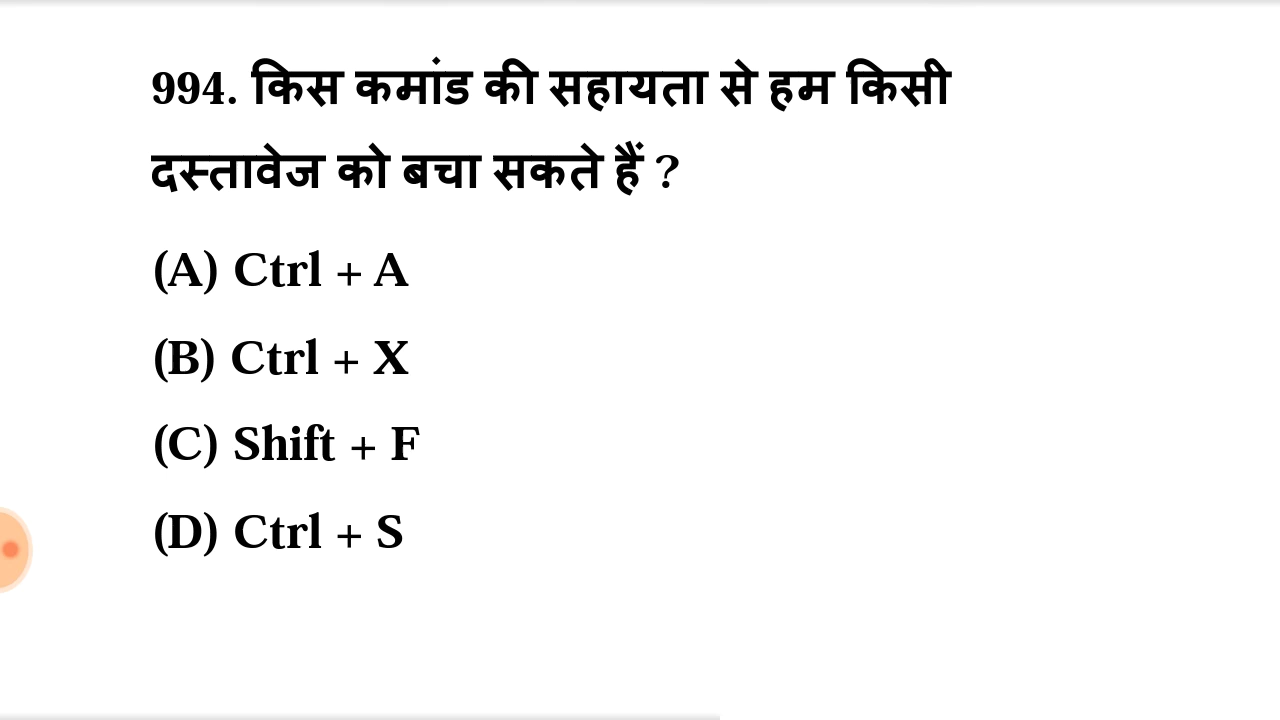 994. किस कमांड की सहायता से हम किसी
दस्तावेज को बचा सकते हैं ?
(A) Ctrl + A
(B) Ctrl + X
(C) Shift + F
(D) Ctrl + S